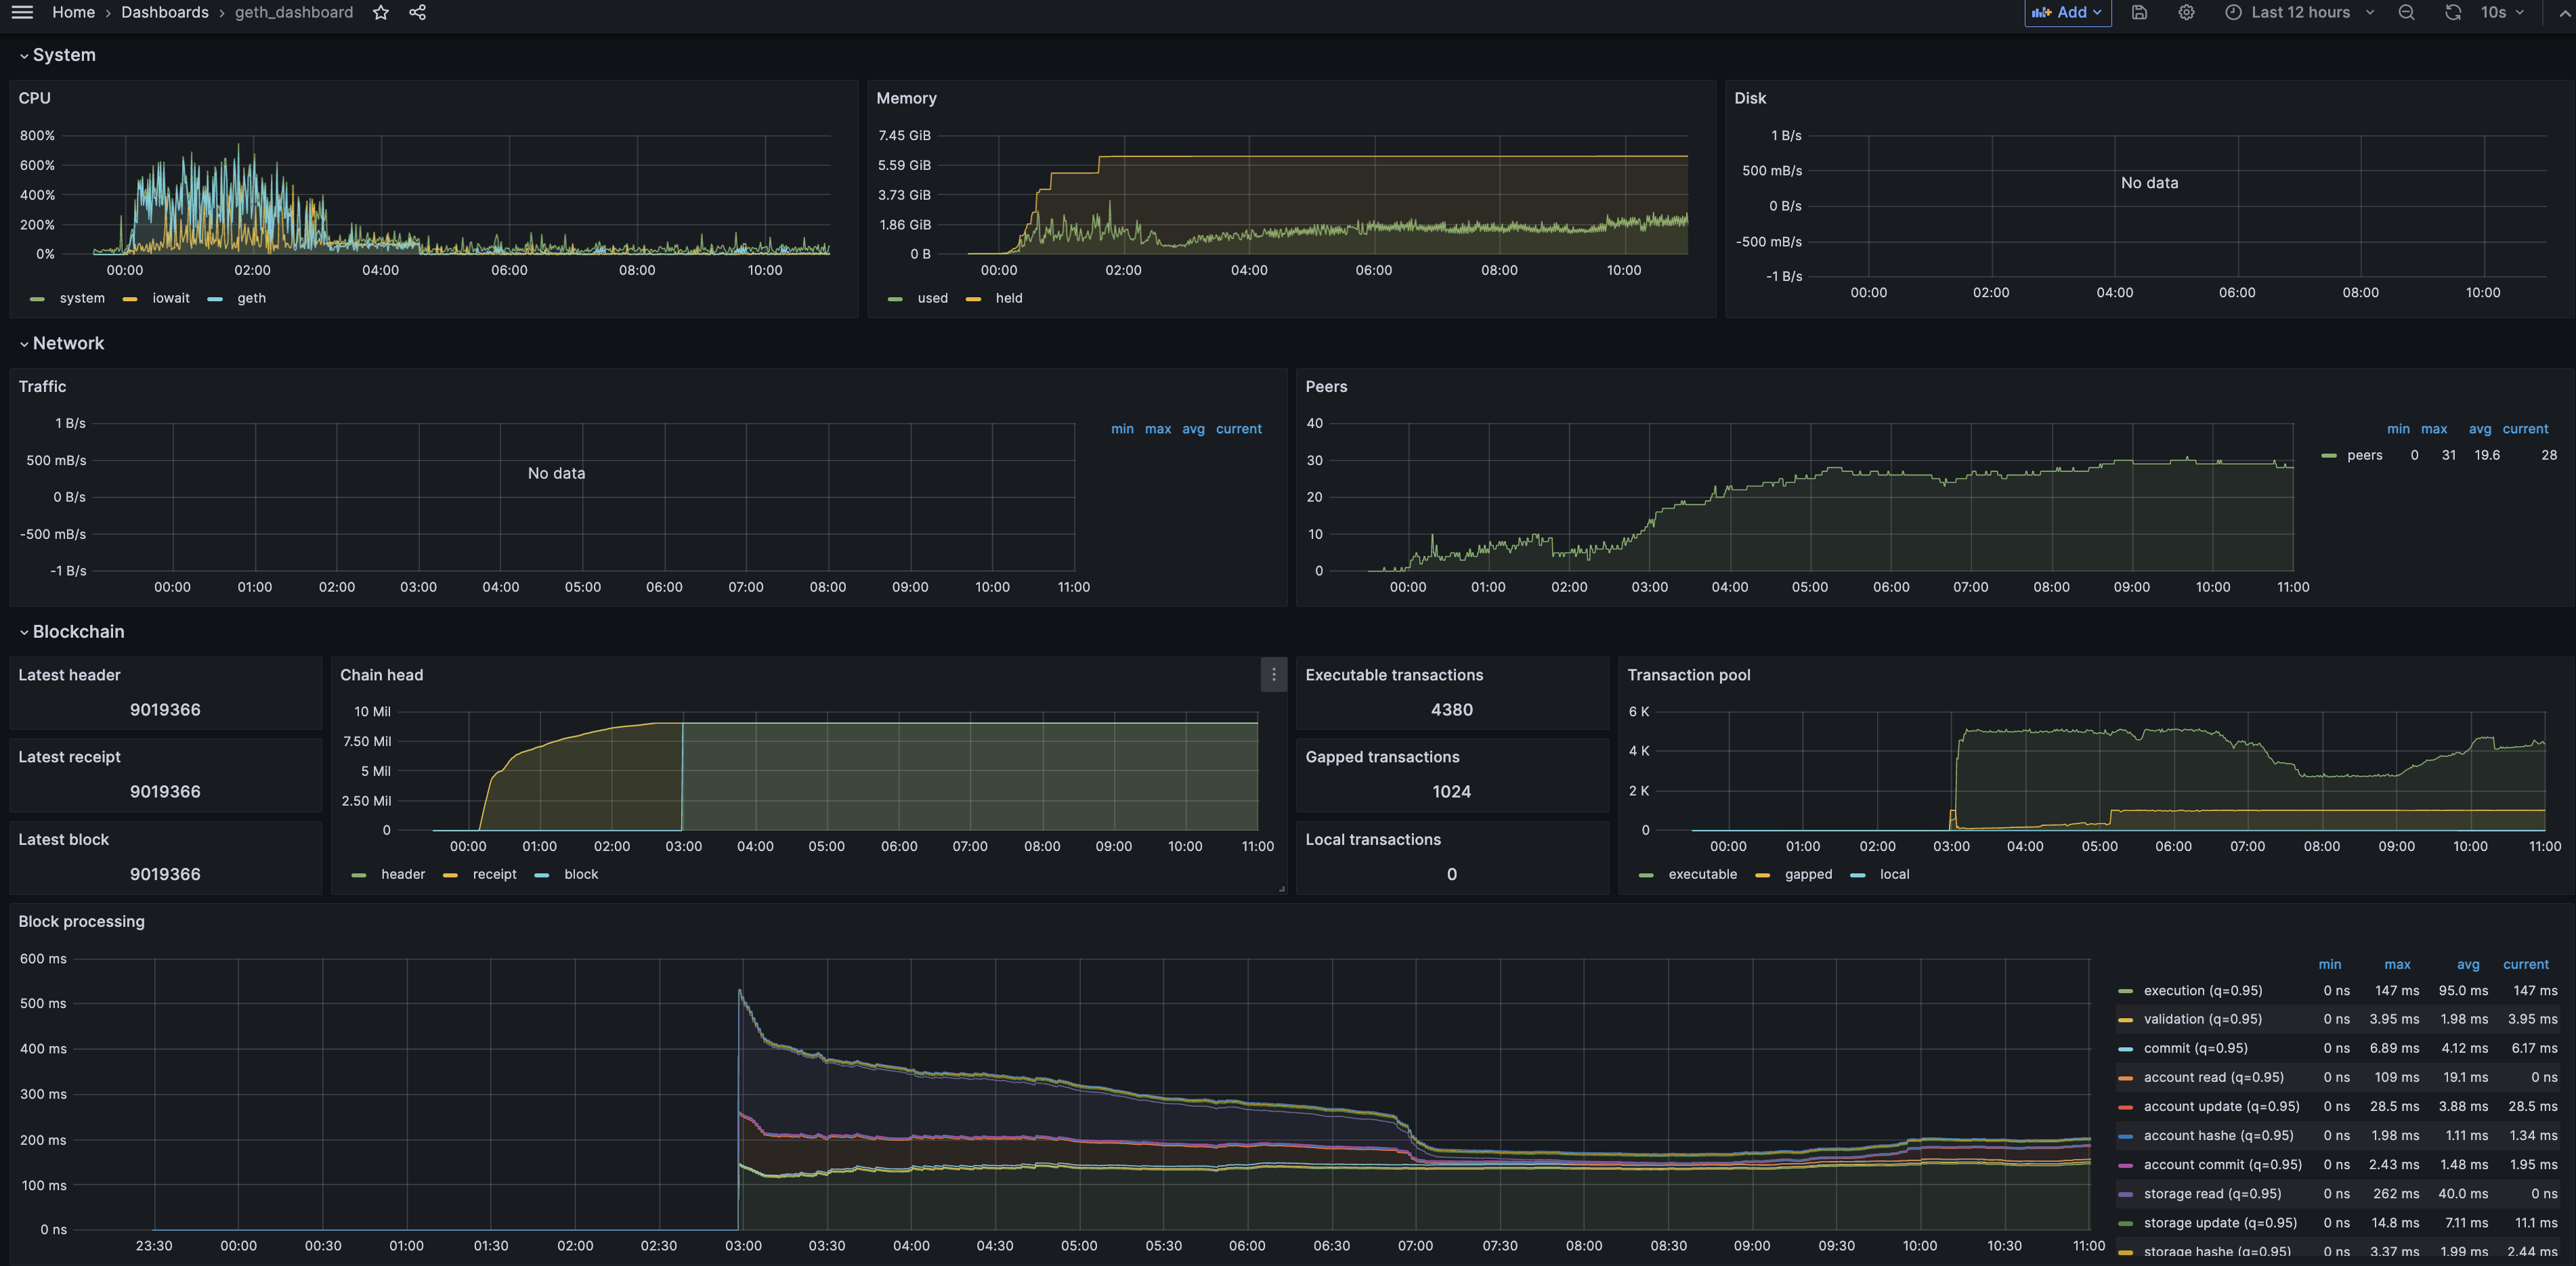 Home › Dashboards › geth_dashboard
Add
Last 12 hours
10s
System
CPU
800%
600%
400%
200%
0%
00:00 02:00 04:00 06:00 08:00 10:00
system iowait geth
Memory
7.45 GiB
5.59 GiB
3.73 GiB
1.86 GiB
0 B
00:00 02:00 04:00 06:00 08:00 10:00
used held
Disk
1 B/s
500 mB/s
0 B/s
-500 mB/s
-1 B/s
No data
00:00 02:00 04:00 06:00 08:00 10:00
Network
Traffic
1 B/s
500 mB/s
0 B/s
-500 mB/s
-1 B/s
No data
00:00 01:00 02:00 03:00 04:00 05:00 06:00 07:00 08:00 09:00 10:00 11:00
min max avg current
Peers
40
30
20
10
0
00:00 01:00 02:00 03:00 04:00 05:00 06:00 07:00 08:00 09:00 10:00 11:00
min max avg current
peers 0 31 19.6 28
Blockchain
Latest header
9019366
Latest receipt
9019366
Latest block
9019366
Chain head
10 Mil
7.50 Mil
5 Mil
2.50 Mil
0
00:00 01:00 02:00 03:00 04:00 05:00 06:00 07:00 08:00 09:00 10:00 11:00
header receipt block
Executable transactions
4380
Gapped transactions
1024
Local transactions
0
Transaction pool
6 K
4 K
2 K
0
00:00 01:00 02:00 03:00 04:00 05:00 06:00 07:00 08:00 09:00 10:00 11:00
executable gapped local
Block processing
600 ms
500 ms
400 ms
300 ms
200 ms
100 ms
0 ns
23:30 00:00 00:30 01:00 01:30 02:00 02:30 03:00 03:30 04:00 04:30 05:00 05:30 06:00 06:30 07:00 07:30 08:00 08:30 09:00 09:30 10:00 10:30 11:00
min max avg current
execution (q=0.95) 0 ns 147 ms 95.0 ms 147 ms
validation (q=0.95) 0 ns 3.95 ms 1.98 ms 3.95 ms
commit (q=0.95) 0 ns 6.89 ms 4.12 ms 6.17 ms
account read (q=0.95) 0 ns 109 ms 19.1 ms 0 ns
account update (q=0.95) 0 ns 28.5 ms 3.88 ms 28.5 ms
account hashe (q=0.95) 0 ns 1.98 ms 1.11 ms 1.34 ms
account commit (q=0.95) 0 ns 2.43 ms 1.48 ms 1.95 ms
storage read (q=0.95) 0 ns 262 ms 40.0 ms 0 ns
storage update (q=0.95) 0 ns 14.8 ms 7.11 ms 11.1 ms
storage hashe (q=0.95) 0 ns 3.37 ms 1.99 ms 2.44 ms